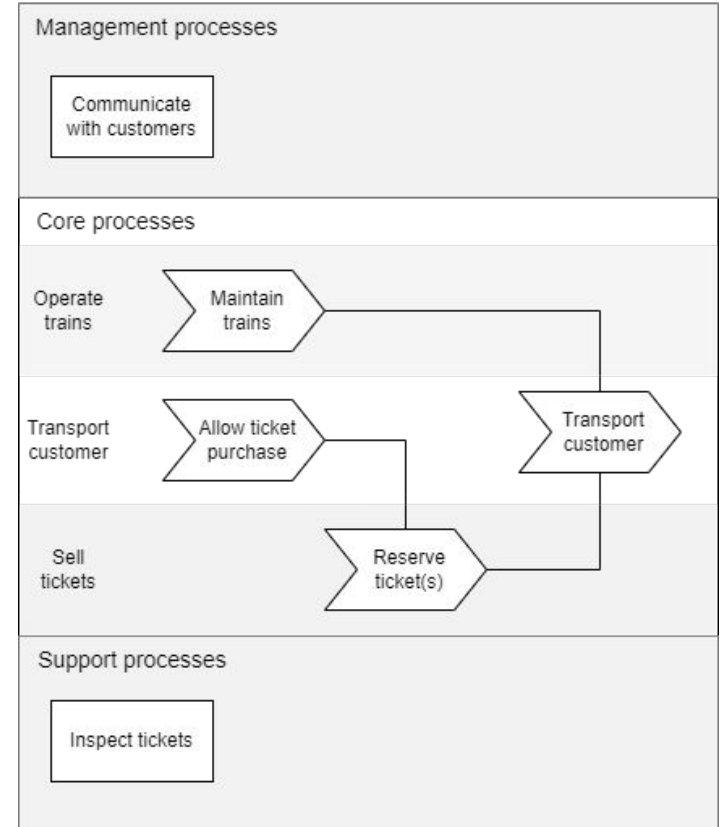 Management processes
Communicate
with customers
Core processes
Operate
trains
Maintain
trains
Transport
customer
Allow ticket
purchase
Transport
customer
Sell
tickets
Reserve
ticket(s)
Support processes
Inspect tickets